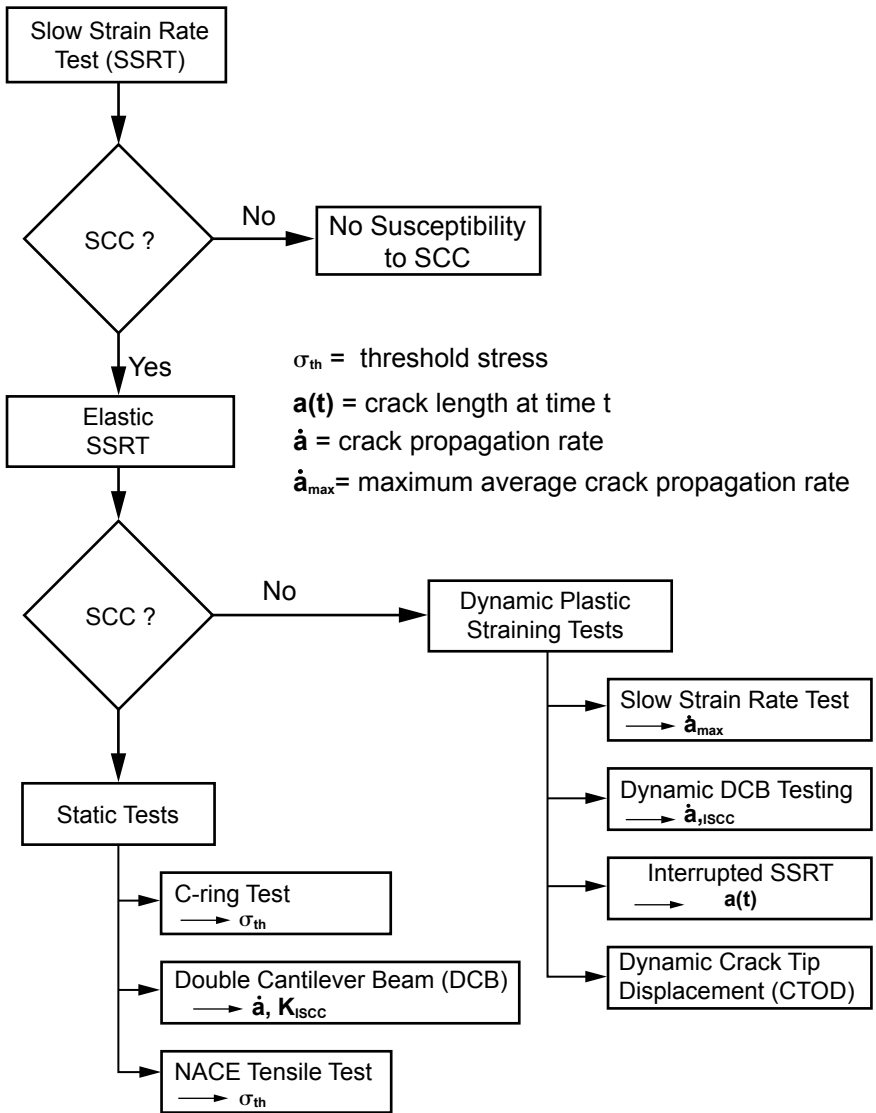 Slow Strain Rate
Test (SSRT)
SCC ?
No
No Susceptibility
to SCC
Yes
σth = threshold stress
a(t) = crack length at time t
ȧ = crack propagation rate
ȧmax= maximum average crack propagation rate
Elastic
SSRT
SCC ?
No
Dynamic Plastic
Straining Tests
Slow Strain Rate Test
ȧmax
Dynamic DCB Testing
ȧ,ISCC
Interrupted SSRT
a(t)
Dynamic Crack Tip
Displacement (CTOD)
Static Tests
C-ring Test
σth
Double Cantilever Beam (DCB)
ȧ, KISCC
NACE Tensile Test
σth